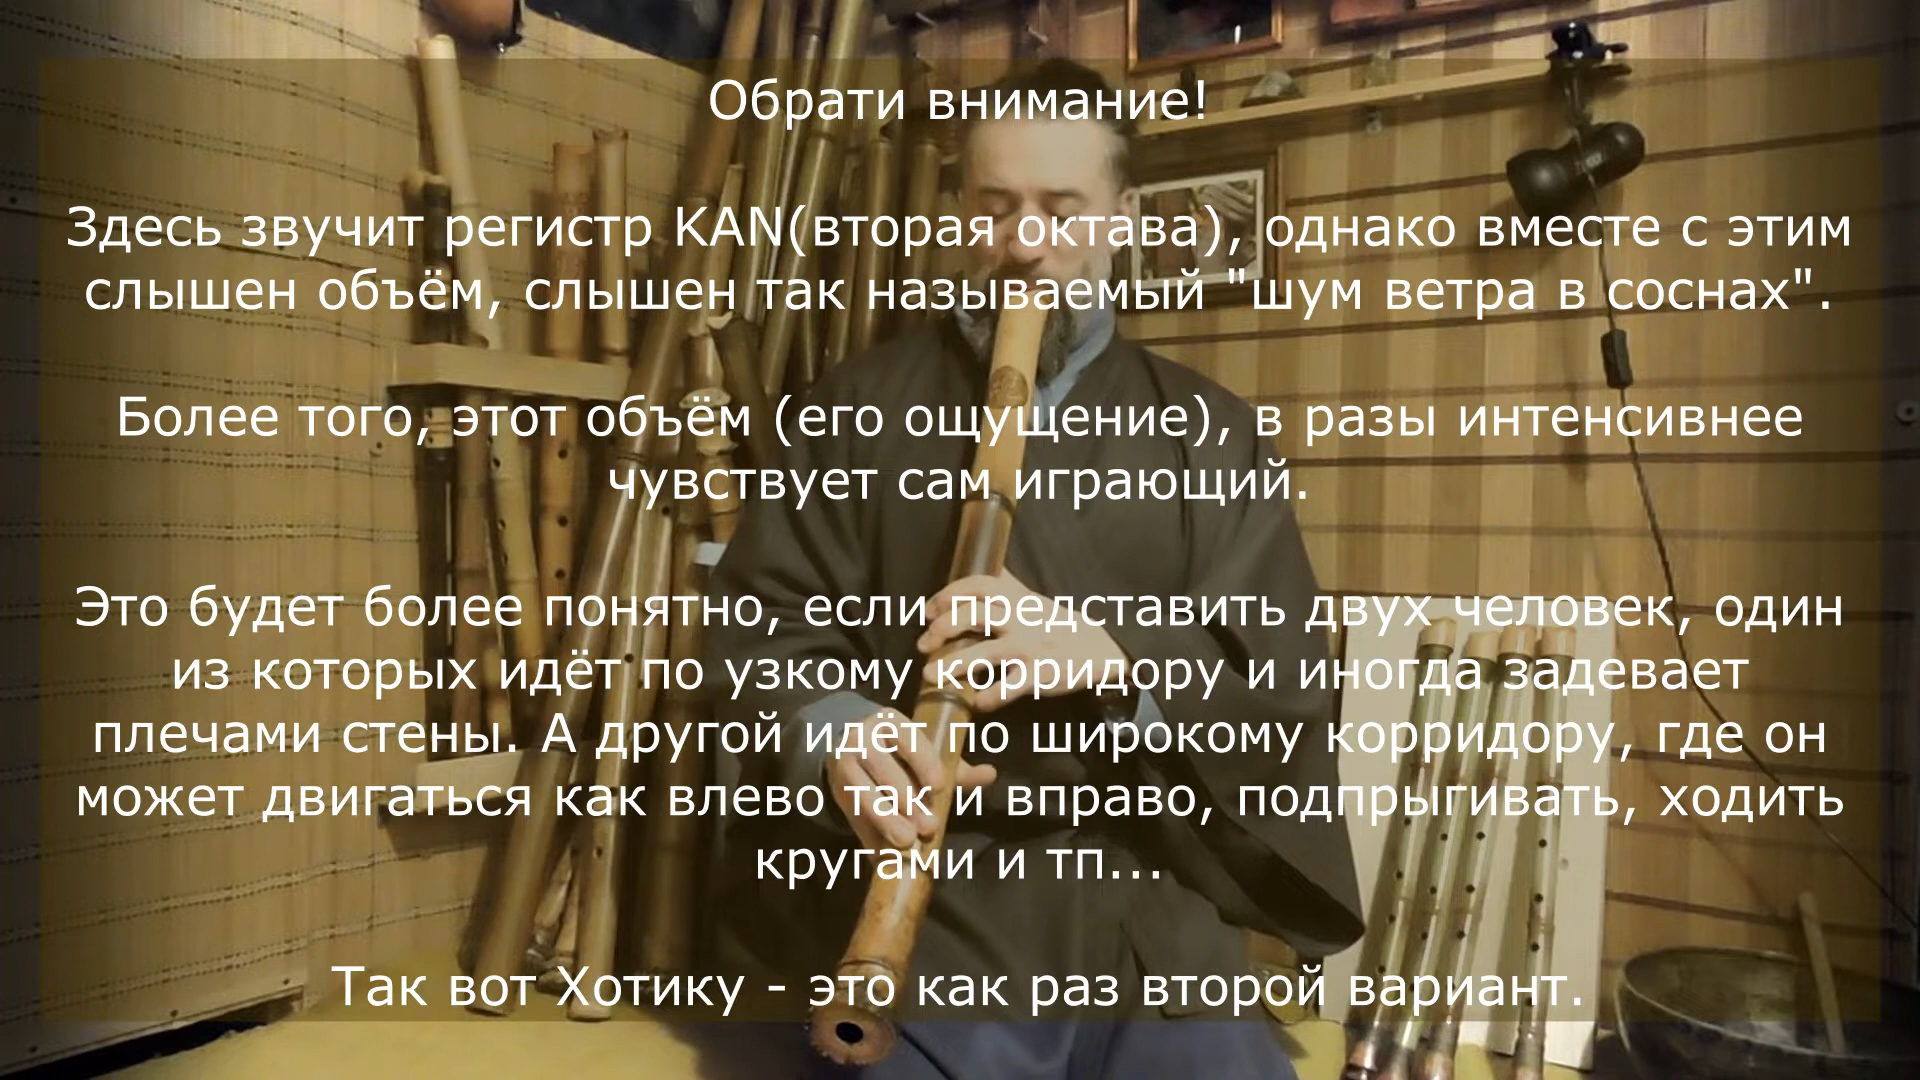 Обрати внимание!
Здесь звучит регистр KAN(вторая октава), однако вместе с этим
слышен объём, слышен так называемый "шум ветра в соснах".
Более того, этот объём (его ощущение), в разы интенсивнее
чувствует сам играющий.
Это будет более понятно, если представить двух человек, один
из которых идёт по узкому корридору и иногда задевает
плечами стены. А другой идёт по широкому корридору, где он
может двигаться как влево так и вправо, подпрыгивать, ходить
кругами и тп...
Так вот Хотику - это как раз второй вариант.